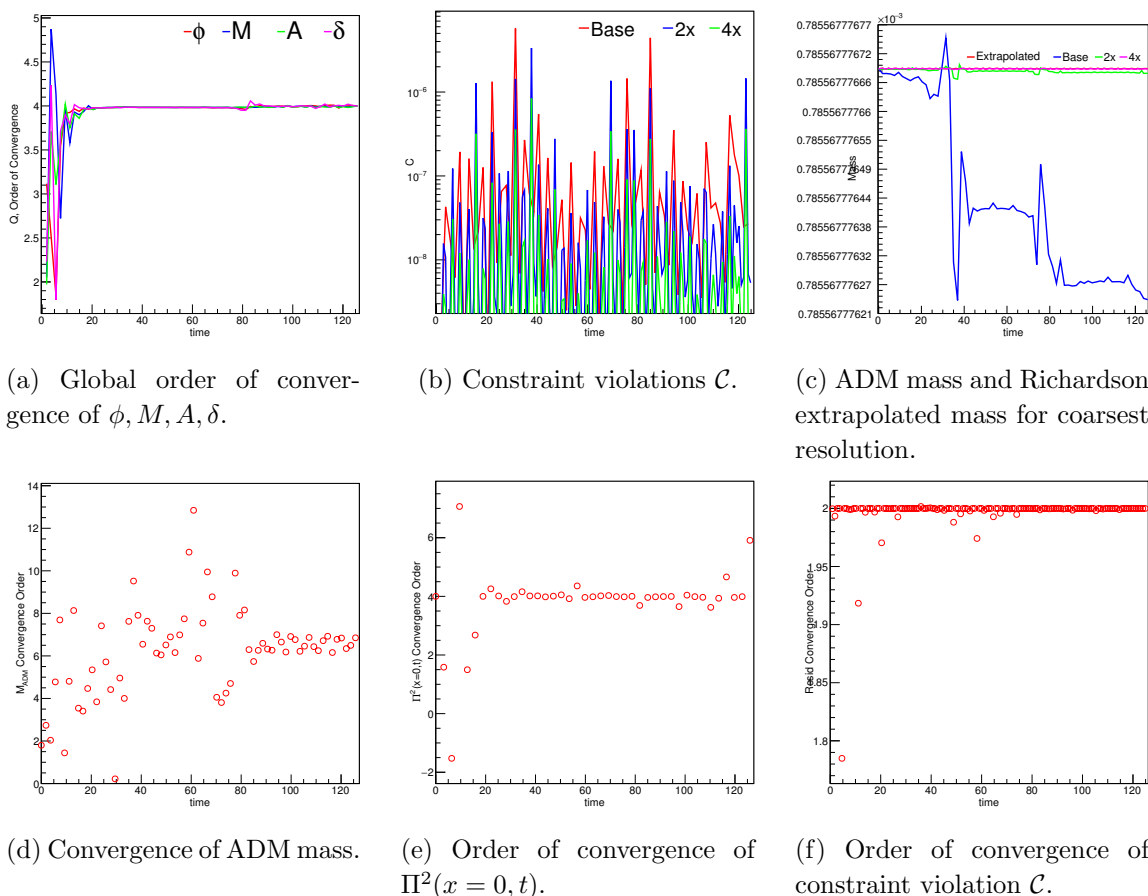 Q, Order of Convergence
5
4.5
4
3.5
3
2.5
2
0 20 40 60 80 100 120
time
ϕ M A δ
C
10⁻⁶
10⁻⁷
10⁻⁸
0 20 40 60 80 100 120
time
Base 2x 4x
×10⁻³
Mass
0.78556777677
0.78556777672
0.78556777666
0.7855677766
0.78556777655
0.78556777649
0.78556777644
0.78556777638
0.78556777632
0.78556777627
0.78556777621
0 20 40 60 80 100 120
time
Extrapolated Base 2x 4x
(a) Global order of conver-
gence of ϕ, M, A, δ.
(b) Constraint violations C.
(c) ADM mass and Richardson
extrapolated mass for coarsest
resolution.
M_ADM Convergence Order
14
12
10
8
6
4
2
0
0 20 40 60 80 100 120
time
Π²(x=0,t) Convergence Order
6
4
2
0
−2
0 20 40 60 80 100 120
time
Resid Convergence Order
2
1.95
1.9
1.85
1.8
0 20 40 60 80 100 120
time
(d) Convergence of ADM mass.
(e) Order of convergence of
Π²(x = 0, t).
(f) Order of convergence of
constraint violation C.